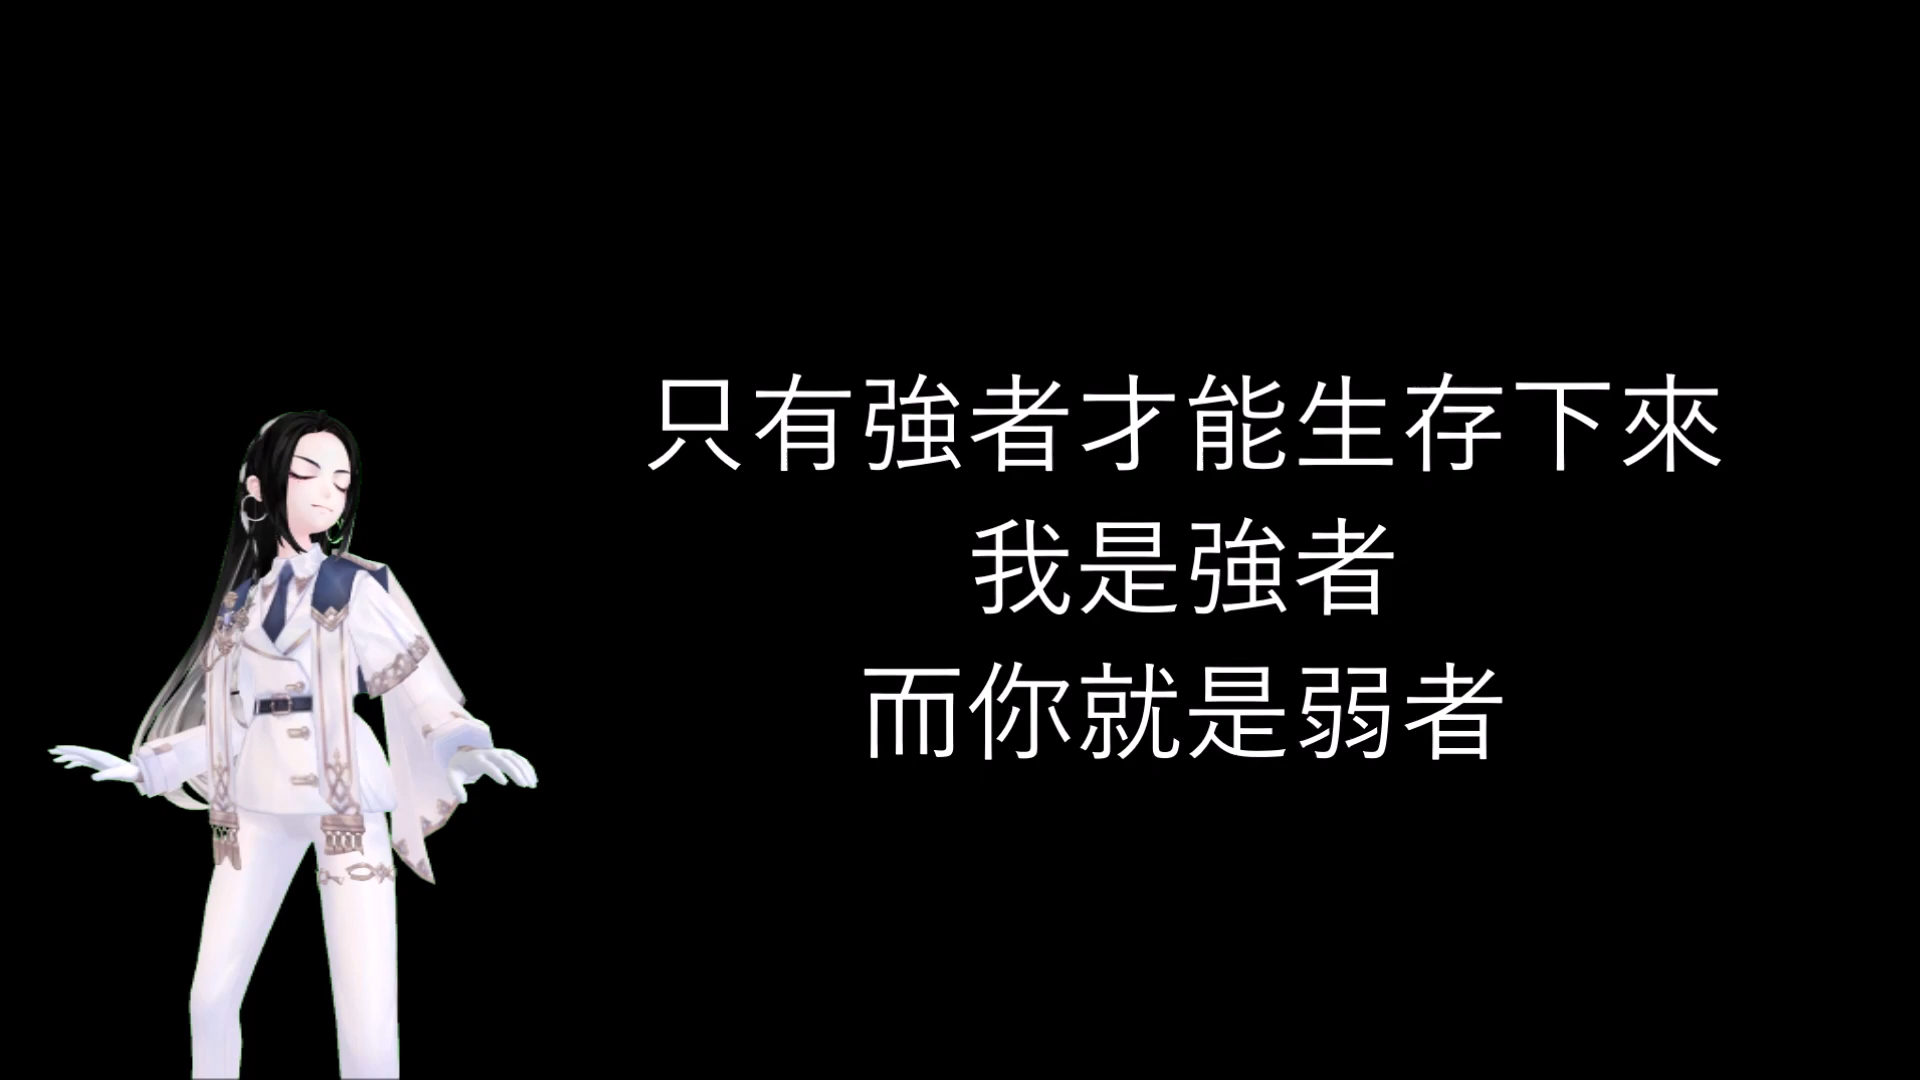 只有強者才能生存下來
我是強者
而你就是弱者